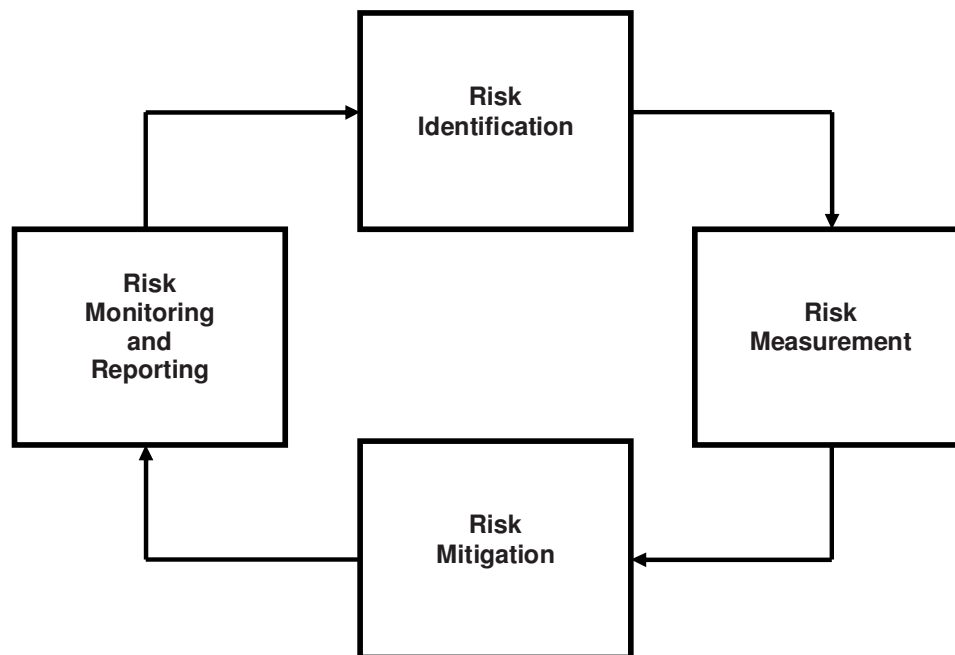 Risk
Identification
Risk
Measurement
Risk
Mitigation
Risk
Monitoring
and
Reporting